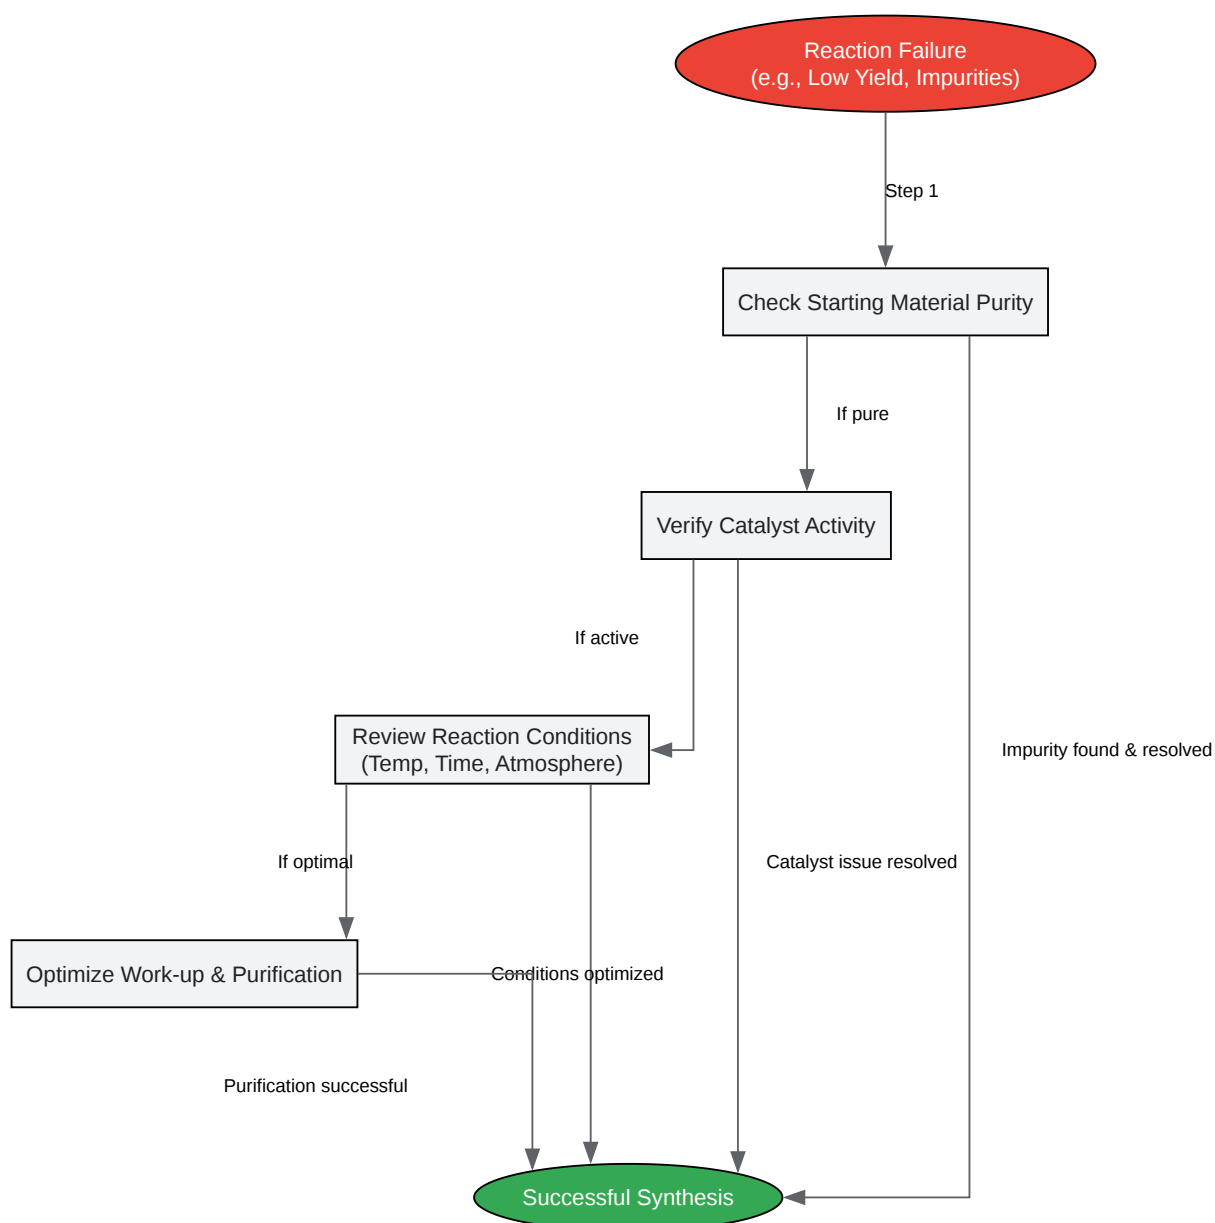 Reaction Failure
(e.g., Low Yield, Impurities)
Step 1
Check Starting Material Purity
If pure
Verify Catalyst Activity
If active
Review Reaction Conditions
(Temp, Time, Atmosphere)
Impurity found & resolved
If optimal
Catalyst issue resolved
Optimize Work-up & Purification
Conditions optimized
Purification successful
Successful Synthesis